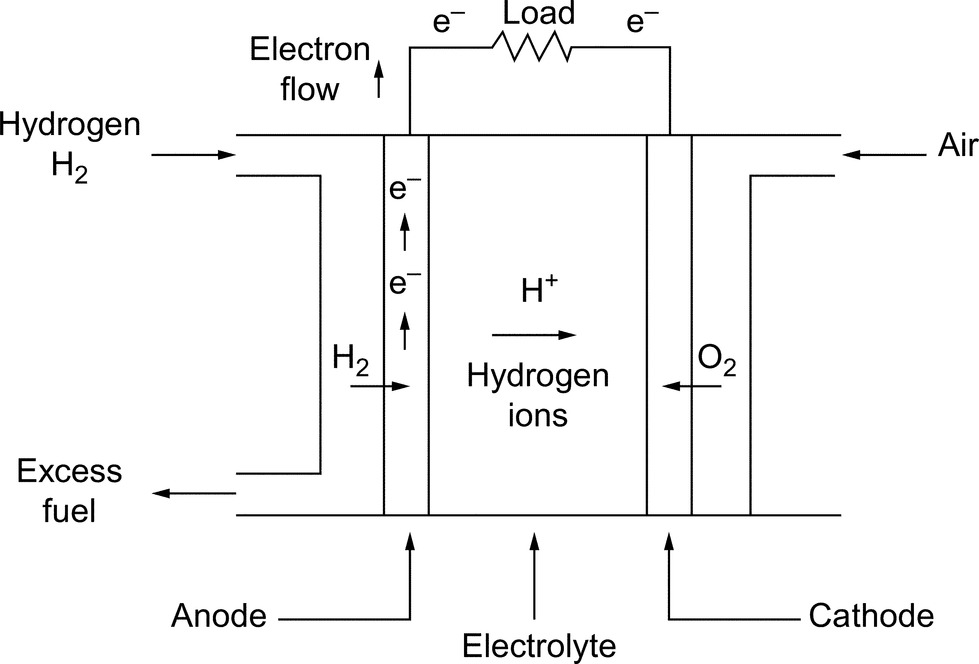 e⁻ Load e⁻
Electron
flow
Hydrogen
H₂
Air
e⁻
e⁻
H⁺
H₂
O₂
Hydrogen
ions
Excess
fuel
Anode
Cathode
Electrolyte